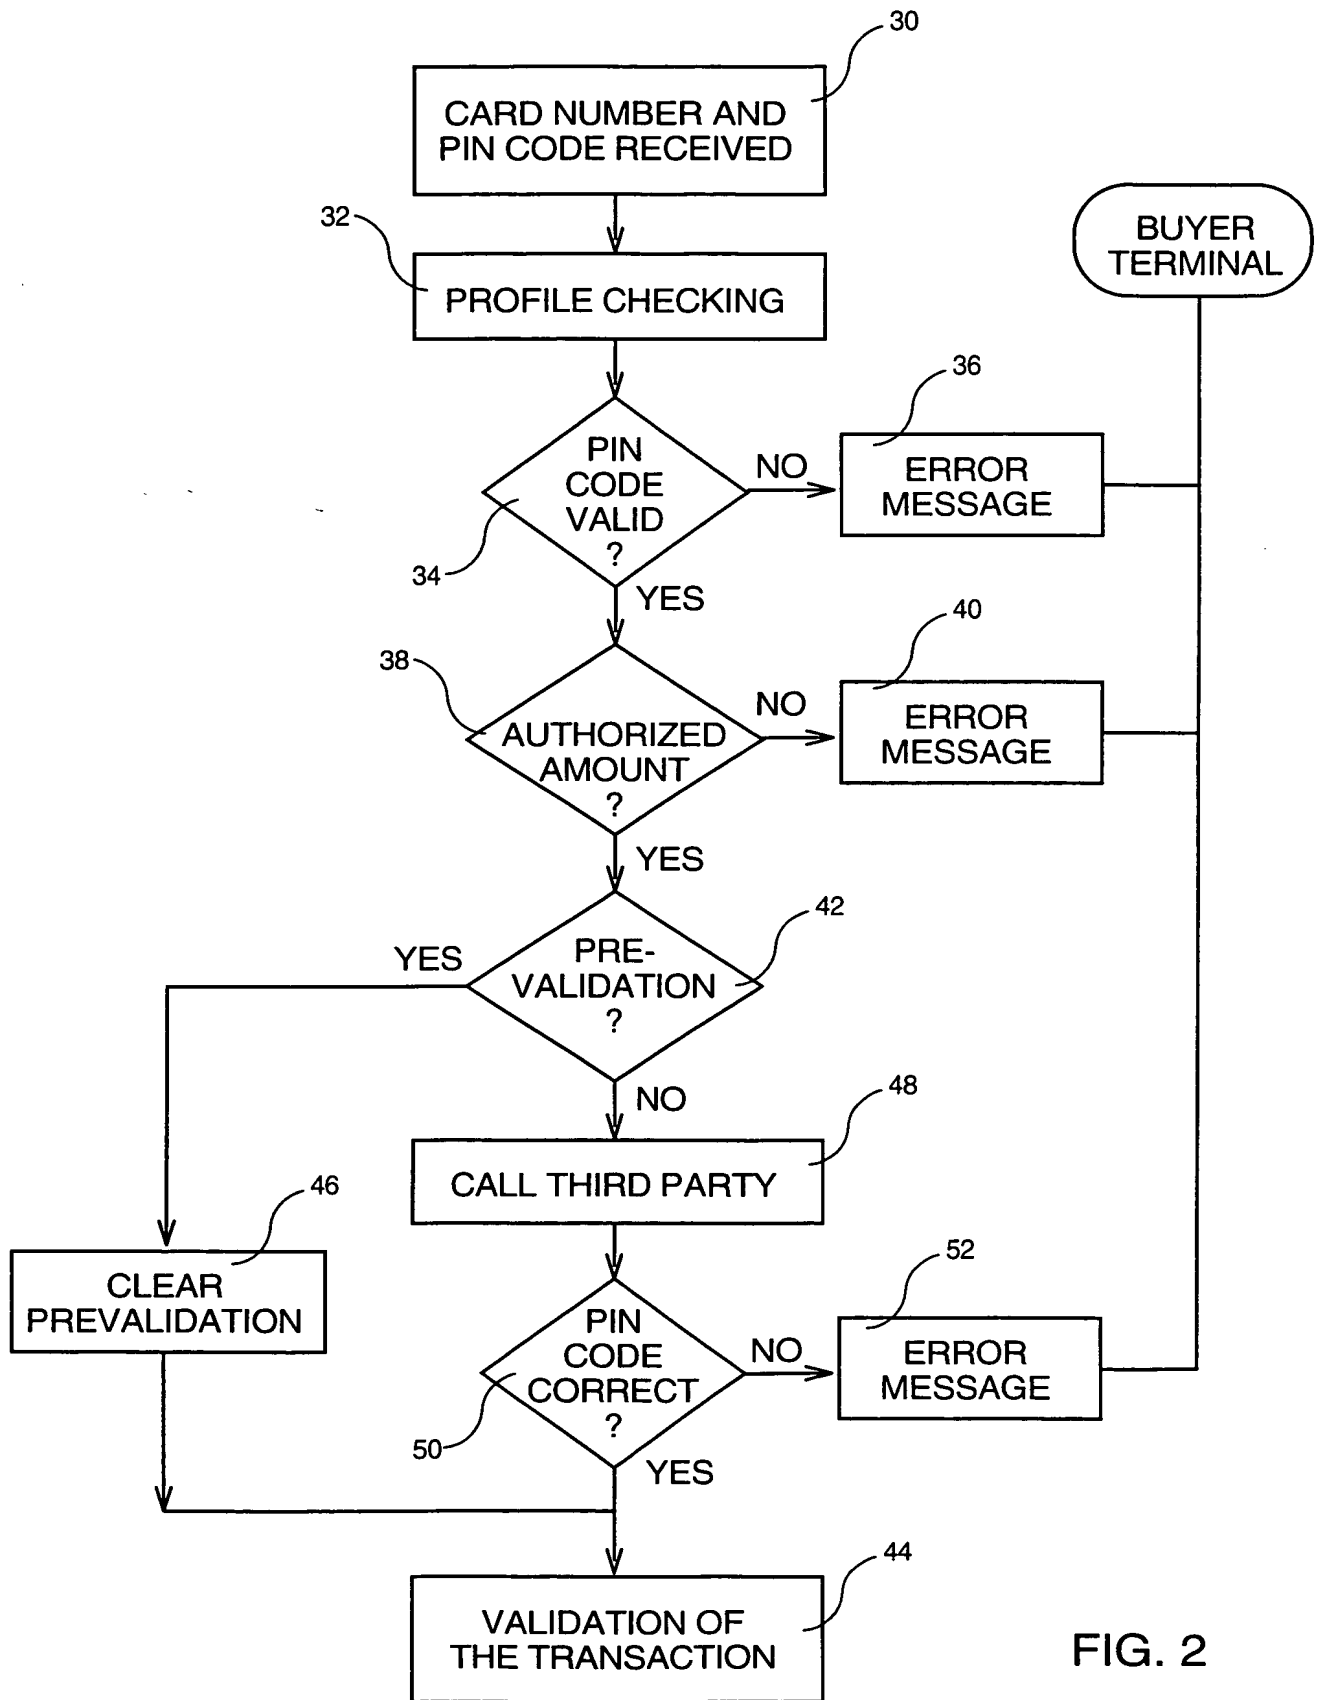 30
CARD NUMBER AND
PIN CODE RECEIVED
32
PROFILE CHECKING
BUYER
TERMINAL
36
PIN
CODE
VALID
?
NO
ERROR
MESSAGE
34
YES
40
38
AUTHORIZED
AMOUNT
?
NO
ERROR
MESSAGE
YES
42
YES
PRE-
VALIDATION
?
NO
48
CALL THIRD PARTY
46
CLEAR
PREVALIDATION
52
PIN
CODE
CORRECT
?
NO
ERROR
MESSAGE
50
YES
44
VALIDATION OF
THE TRANSACTION
FIG. 2